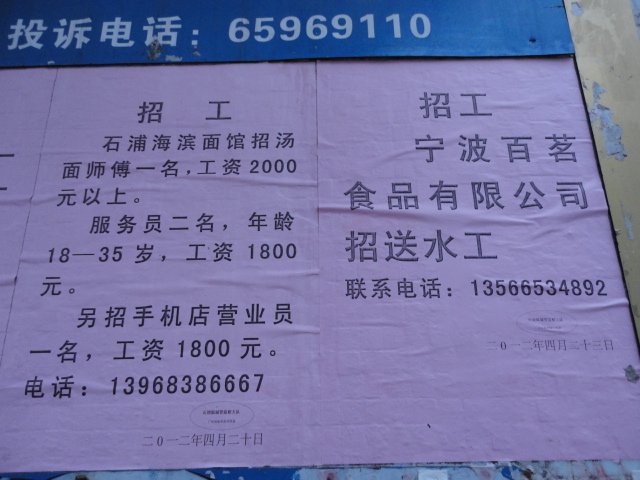 投诉电话：65969110
招 工
石浦海滨面馆招汤
面师傅一名,工资2000
元以上。
服务员二名，年龄
18—35岁，工资1800
元。
另招手机店营业员
一名，工资1800元。
电话：13968386667
二0一二年四月二十日
招工
宁波百茗
食品有限公司
招送水工
联系电话：13566534892
二0一二年四月二十三日